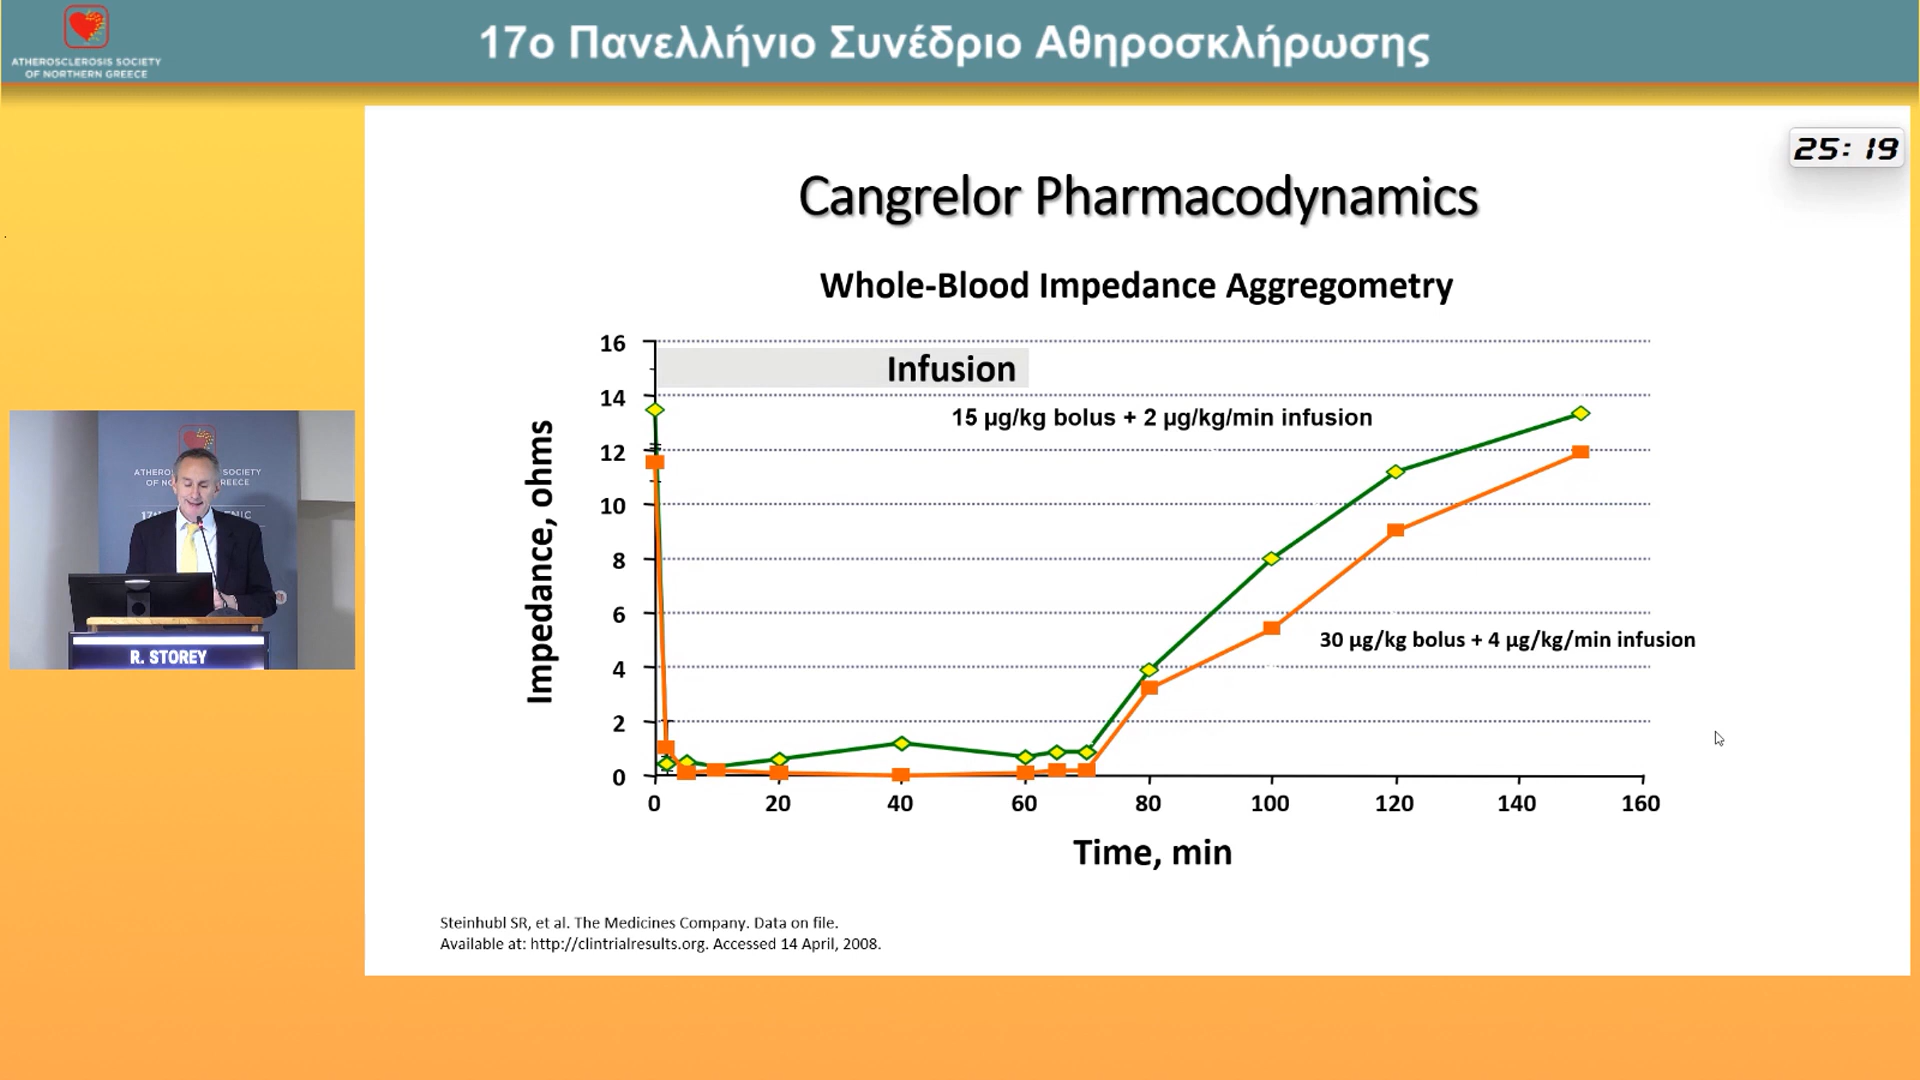 ATHEROSCLEROSIS SOCIETY
OF NORTHERN GREECE
17ο Πανελλήνιο Συνέδριο Αθηροσκλήρωσης
25: 19
Cangrelor Pharmacodynamics
Whole-Blood Impedance Aggregometry
Impedance, ohms
16
14
12
10
8
6
4
2
0
Infusion
15 µg/kg bolus + 2 µg/kg/min infusion
30 µg/kg bolus + 4 µg/kg/min infusion
0 20 40 60 80 100 120 140 160
Time, min
Steinhubl SR, et al. The Medicines Company. Data on file.
Available at: http://clintrialresults.org. Accessed 14 April, 2008.
SOCIETY
R. STOREY